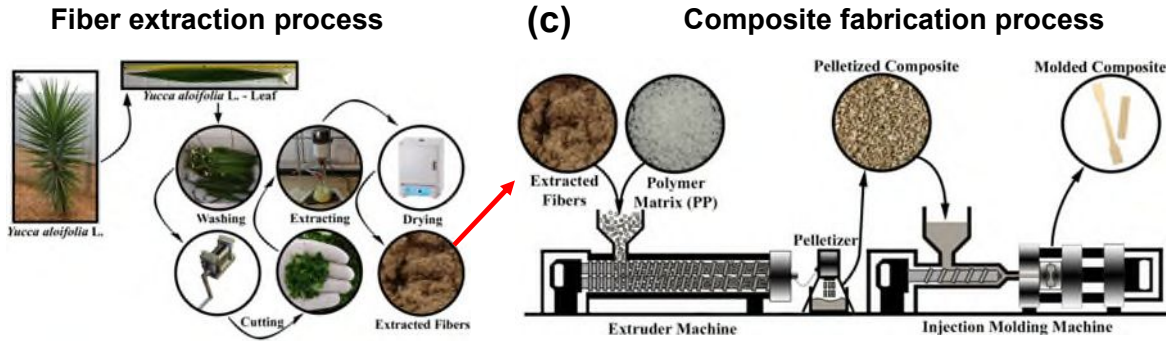 Fiber extraction process
(c)
Composite fabrication process
Yucca aloifolia L. - Leaf
Yucca aloifolia L.
Washing
Extracting
Drying
Cutting
Extracted Fibers
Extracted
Fibers
Polymer
Matrix (PP)
Pelletized Composite
Molded Composite
Pelletizer
Extruder Machine
Injection Molding Machine